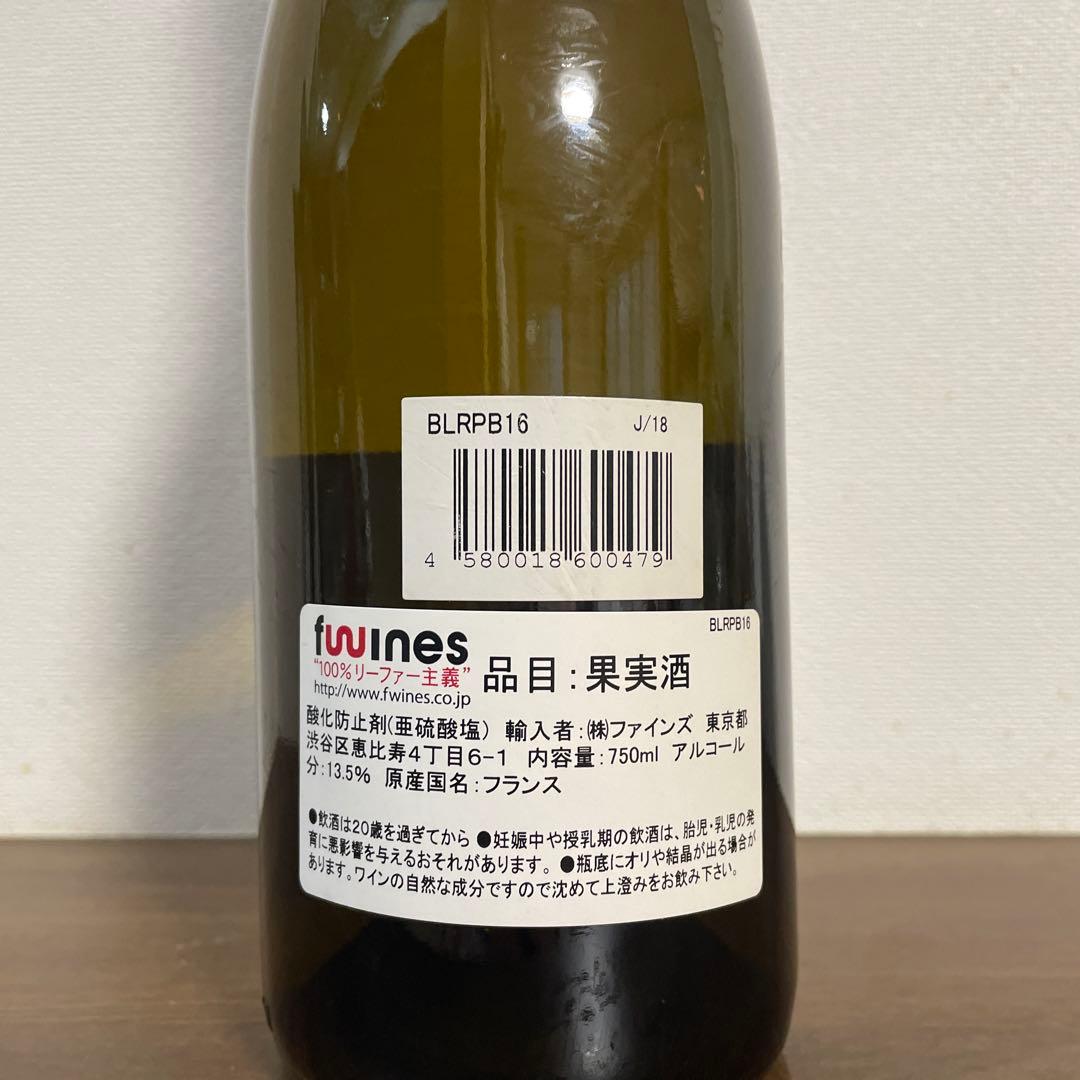 BLRPB16 J/18
4 580018 600479
fwines BLRPB16
"100%リーファー主義" 品目:果実酒
http://www.fwines.co.jp
酸化防止剤(亜硫酸塩) 輸入者:㈱ファインズ 東京都
渋谷区恵比寿4丁目6-1 内容量:750ml アルコール
分:13.5% 原産国名:フランス
●飲酒は20歳を過ぎてから ●妊娠中や授乳期の飲酒は、胎児・乳児の発
育に悪影響を与えるおそれがあります。 ●瓶底にオリや結晶が出る場合が
あります。ワインの自然な成分ですので沈めて上澄みをお飲み下さい。